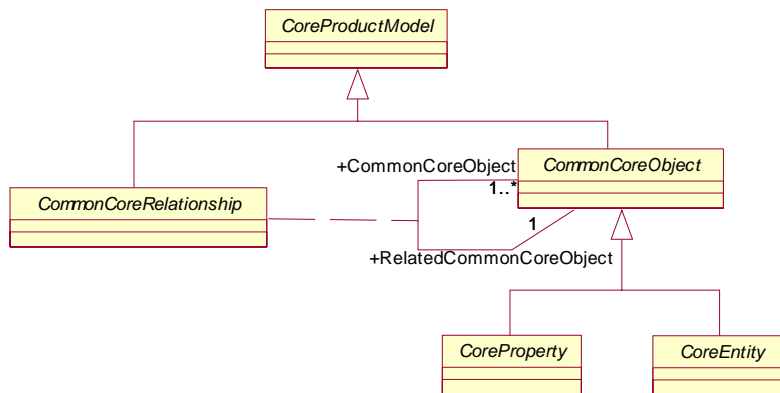 CoreProductModel
+CommonCoreObject
CommonCoreObject
1..*
CommonCoreRelationship
1
+RelatedCommonCoreObject
CoreProperty
CoreEntity